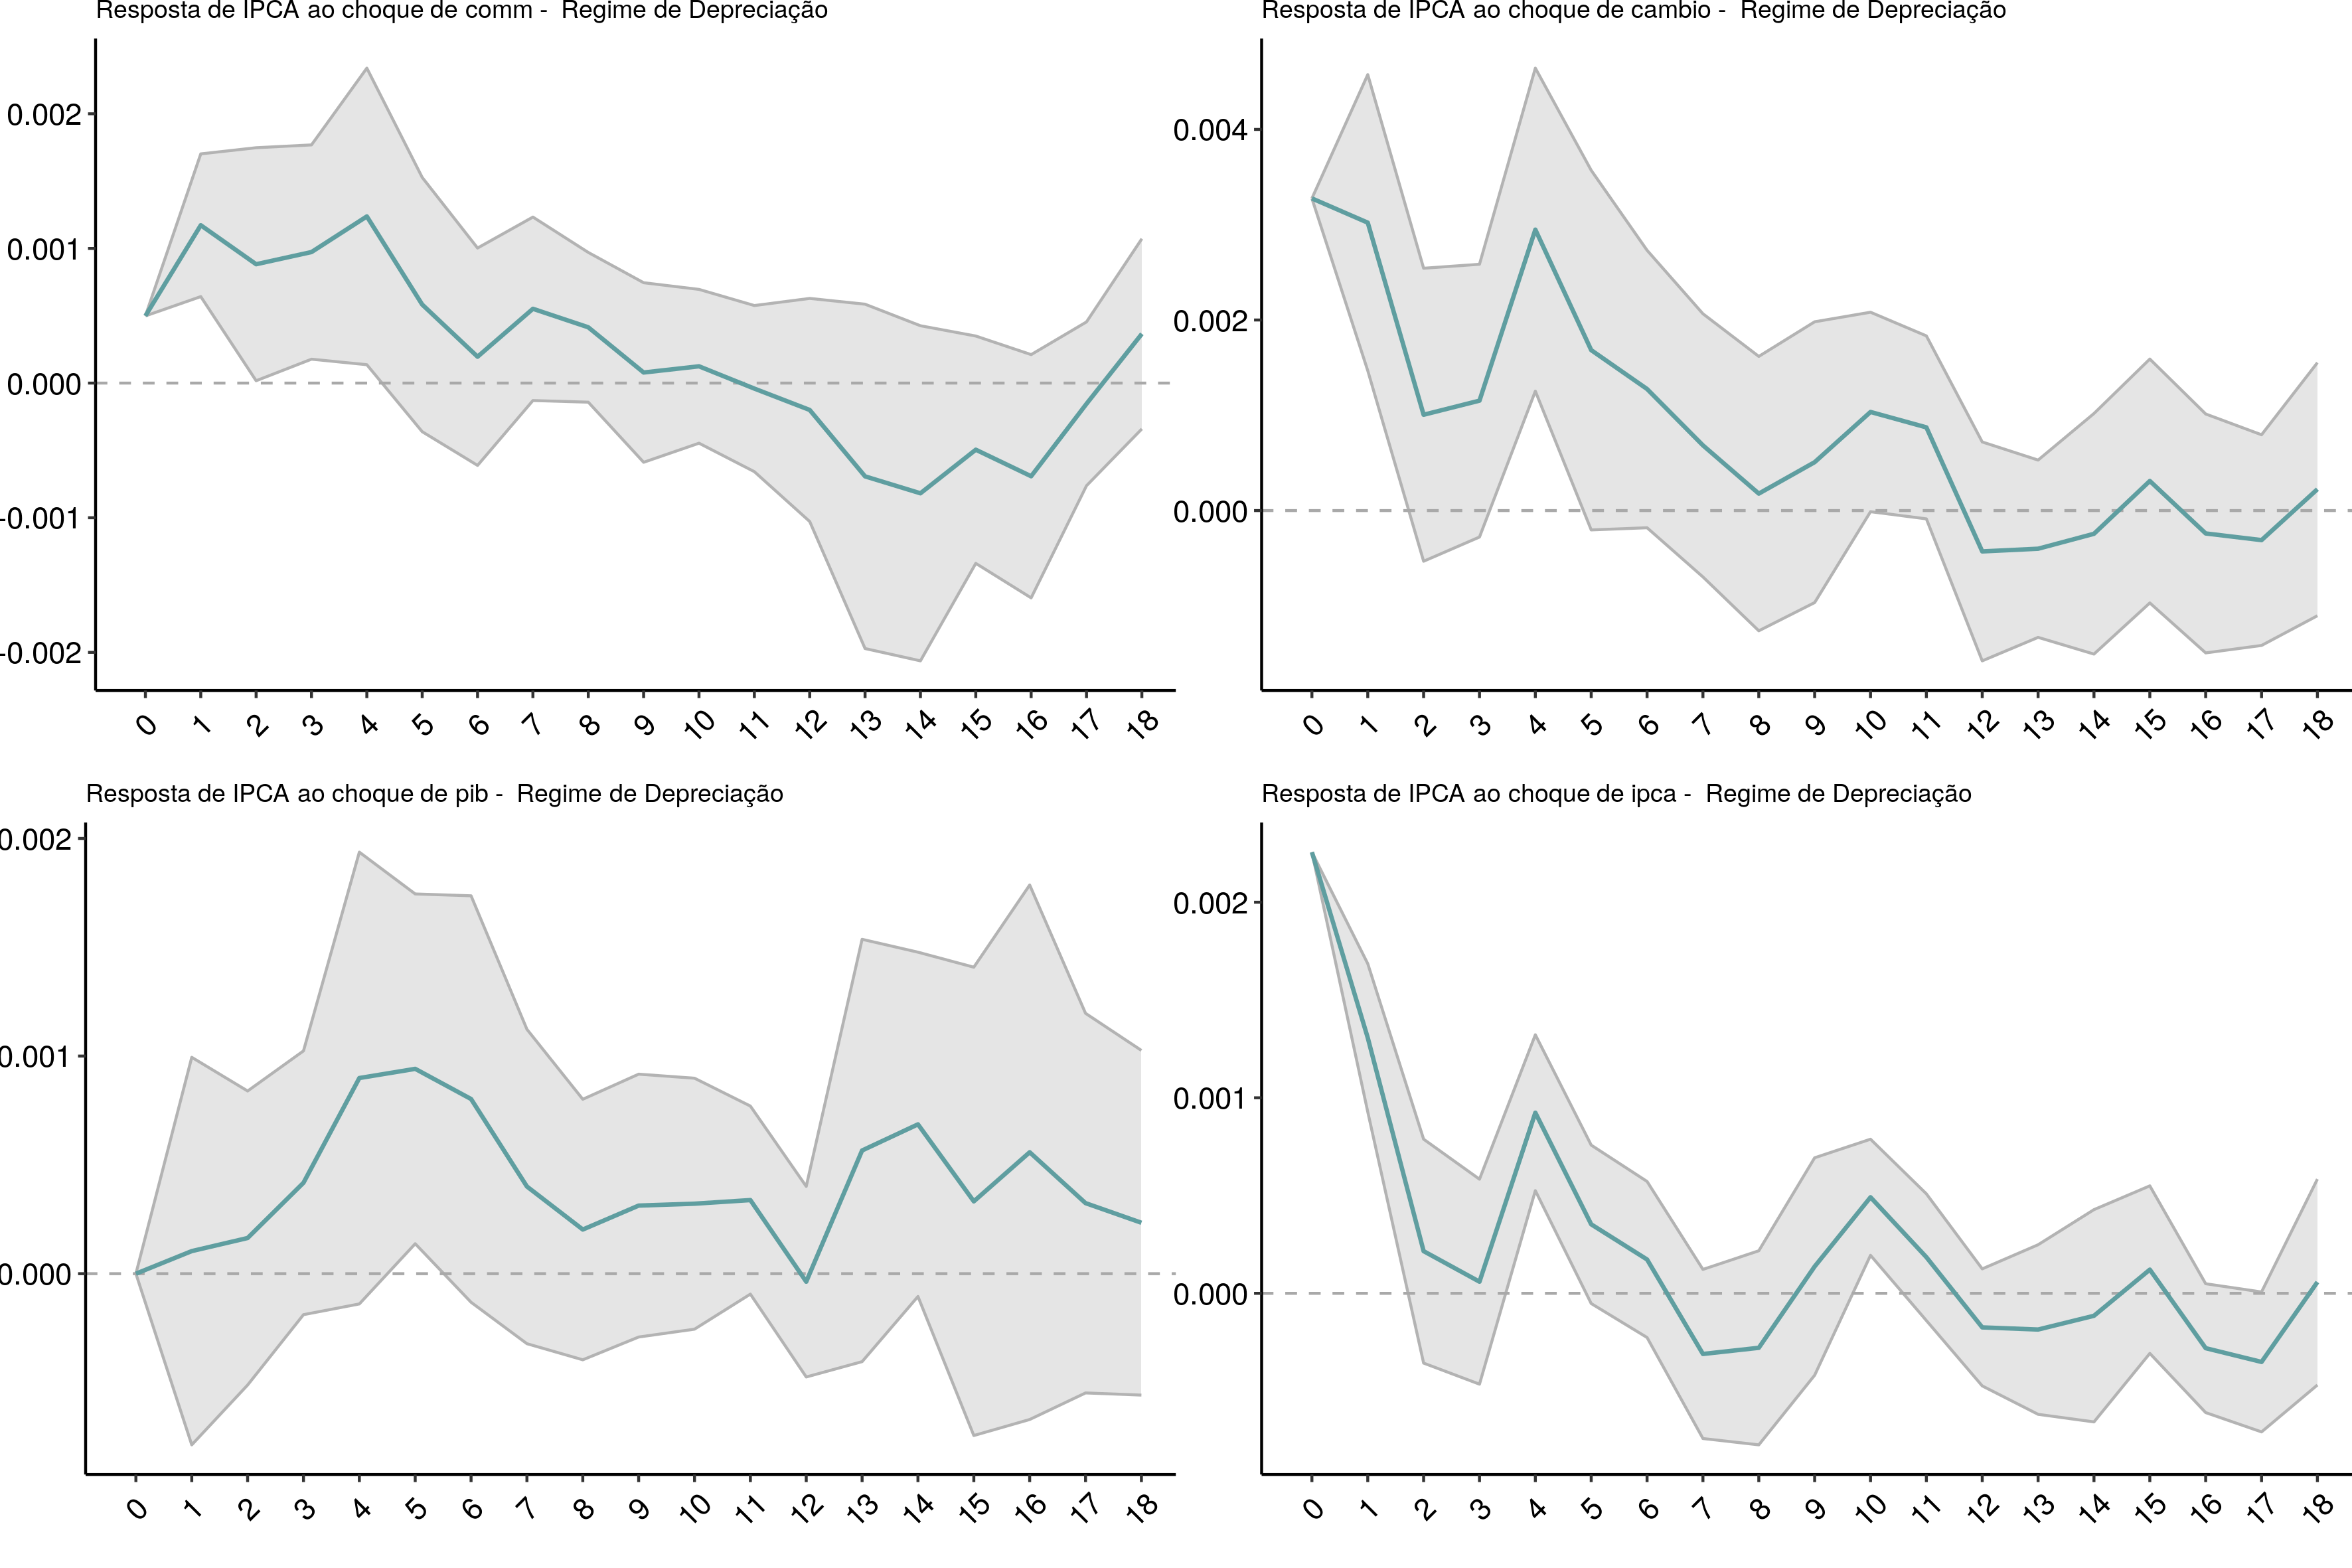 Resposta de IPCA ao choque de comm -  Regime de Depreciação
0.002
0.001
0.000
-0.001
-0.002
0 1 2 3 4 5 6 7 8 9 10 11 12 13 14 15 16 17 18
Resposta de IPCA ao choque de cambio -  Regime de Depreciação
0.004
0.002
0.000
0 1 2 3 4 5 6 7 8 9 10 11 12 13 14 15 16 17 18
Resposta de IPCA ao choque de pib -  Regime de Depreciação
0.002
0.001
0.000
0 1 2 3 4 5 6 7 8 9 10 11 12 13 14 15 16 17 18
Resposta de IPCA ao choque de ipca -  Regime de Depreciação
0.002
0.001
0.000
0 1 2 3 4 5 6 7 8 9 10 11 12 13 14 15 16 17 18